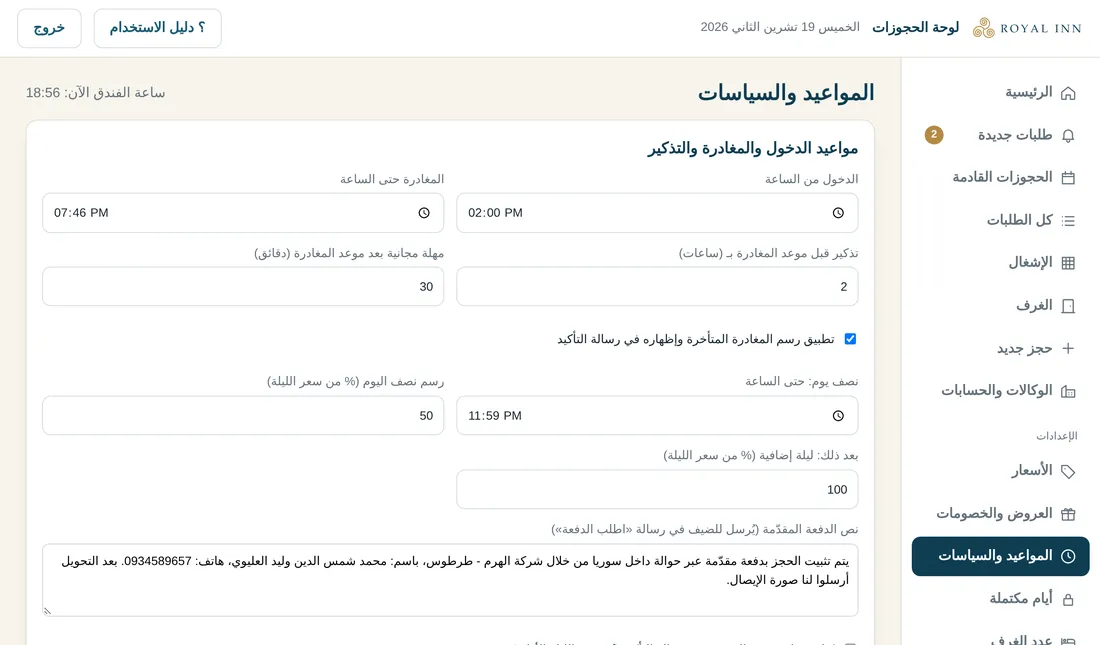 ROYAL INN
لوحة الحجوزات
الخميس 19 تشرين الثاني 2026
؟ دليل الاستخدام
خروج
الرئيسية
طلبات جديدة
2
الحجوزات القادمة
كل الطلبات
الإشغال
الغرف
حجز جديد
الوكالات والحسابات
الإعدادات
الأسعار
العروض والخصومات
المواعيد والسياسات
أيام مكتملة
عدد الغرف
المواعيد والسياسات
ساعة الفندق الآن: 18:56
مواعيد الدخول والمغادرة والتذكير
الدخول من الساعة
02:00 PM
المغادرة حتى الساعة
07:46 PM
تذكير قبل موعد المغادرة بـ (ساعات)
2
مهلة مجانية بعد موعد المغادرة (دقائق)
30
تطبيق رسم المغادرة المتأخرة وإظهاره في رسالة التأكيد
نصف يوم: حتى الساعة
11:59 PM
رسم نصف اليوم (% من سعر الليلة)
50
بعد ذلك: ليلة إضافية (% من سعر الليلة)
100
نص الدفعة المقدّمة (يُرسل للضيف في رسالة «اطلب الدفعة»)
يتم تثبيت الحجز بدفعة مقدّمة عبر حوالة داخل سوريا من خلال شركة الهرم - طرطوس، باسم: محمد شمس الدين وليد العليوي، هاتف: 0934589657. بعد التحويل
أرسلوا لنا صورة الإيصال.